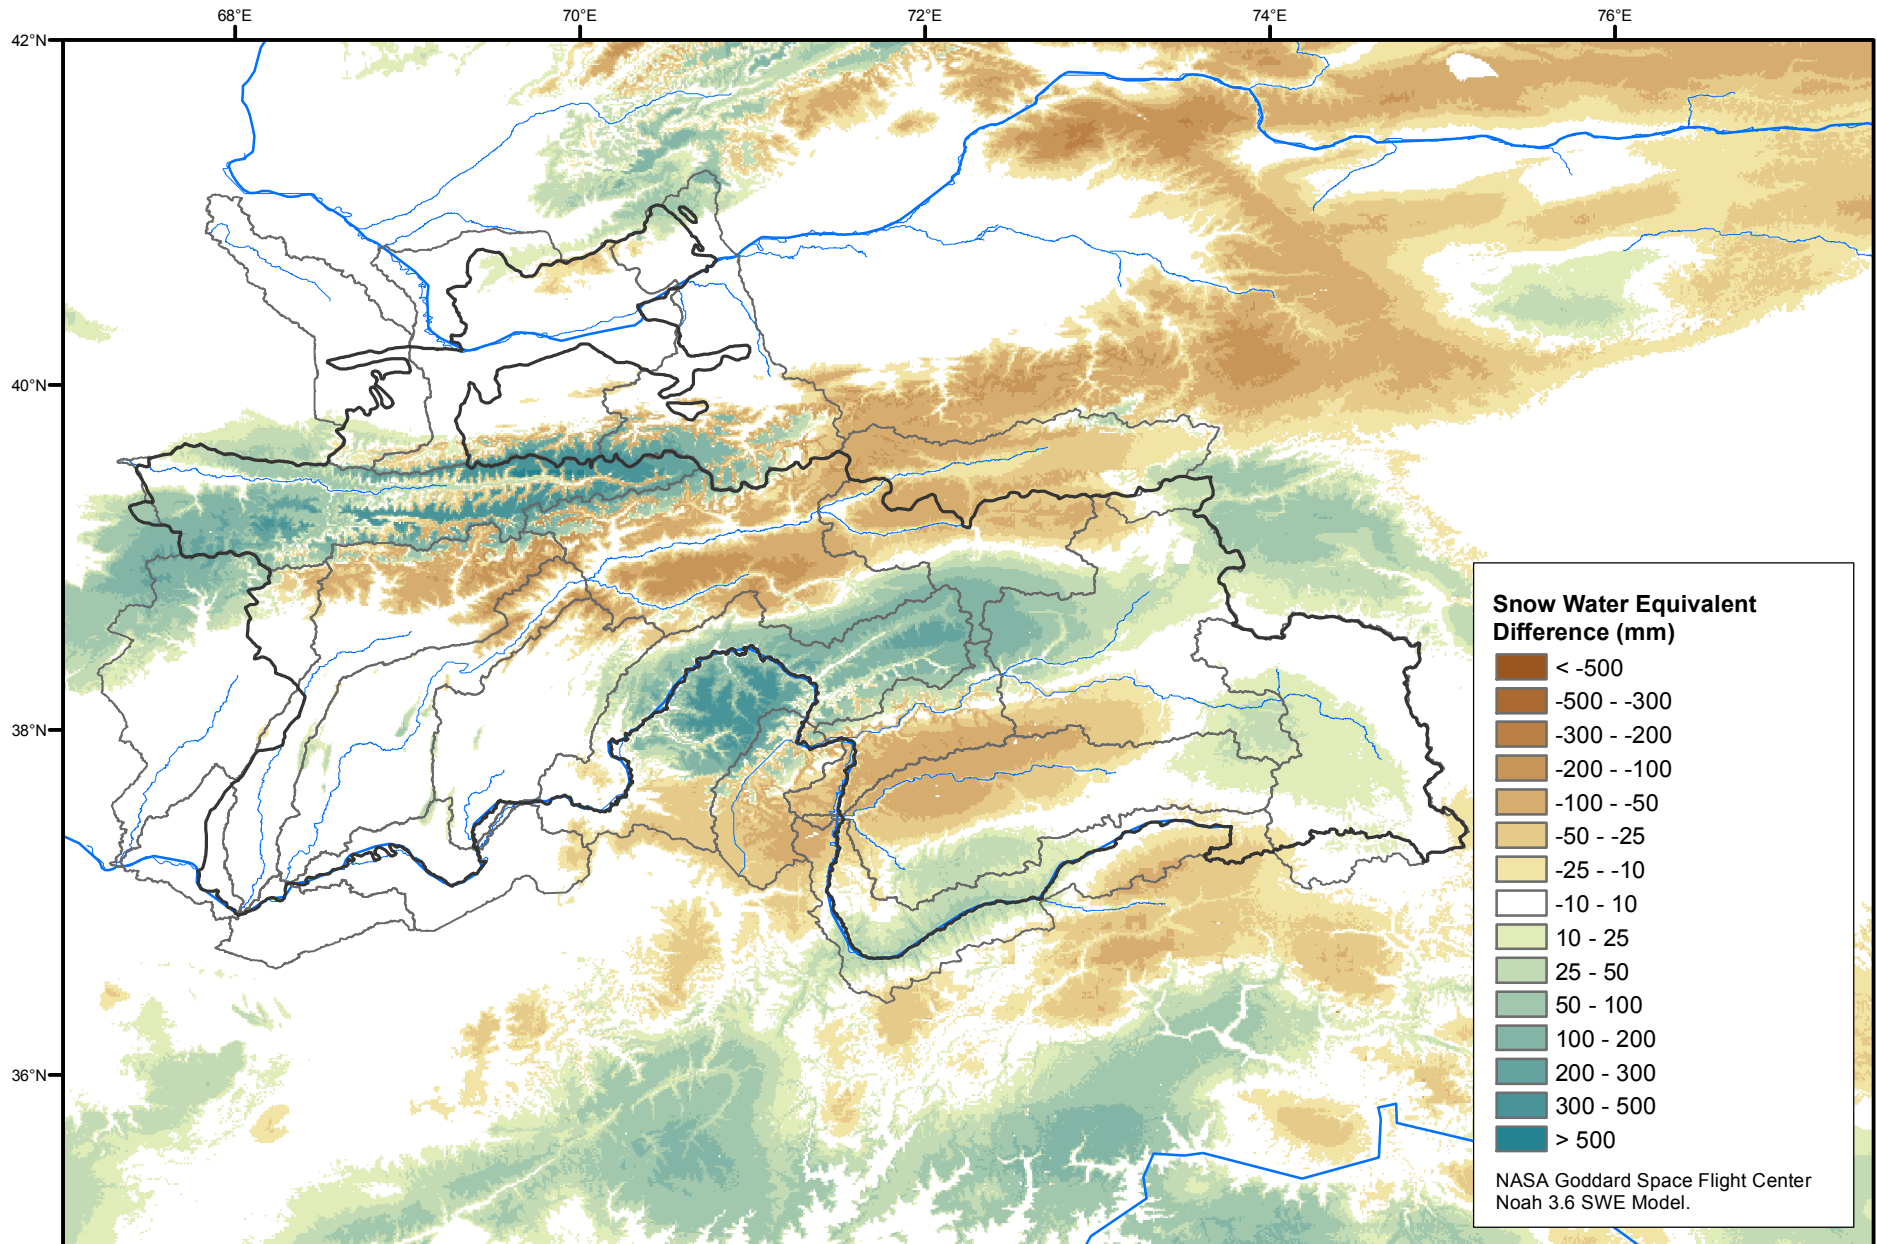 68°E 70°E 72°E 74°E 76°E
42°N
40°N
38°N
36°N
Snow Water Equivalent
Difference (mm)
< -500
-500 - -300
-300 - -200
-200 - -100
-100 - -50
-50 - -25
-25 - -10
-10 - 10
10 - 25
25 - 50
50 - 100
100 - 200
200 - 300
300 - 500
> 500
NASA Goddard Space Flight Center
Noah 3.6 SWE Model.